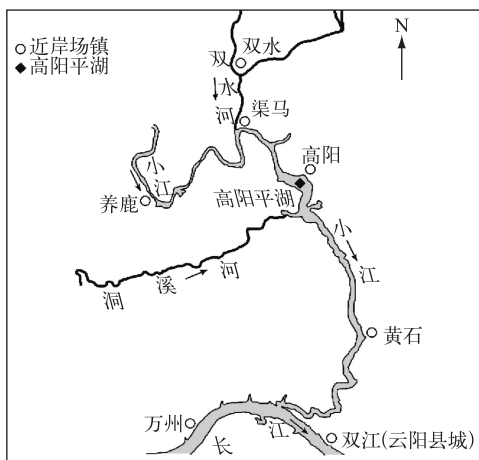 近岸场镇
高阳平湖
N
双水
双水河
渠马
小江
养鹿
高阳
高阳平湖
小江
洞溪河
黄石
万州
长江
双江(云阳县城)